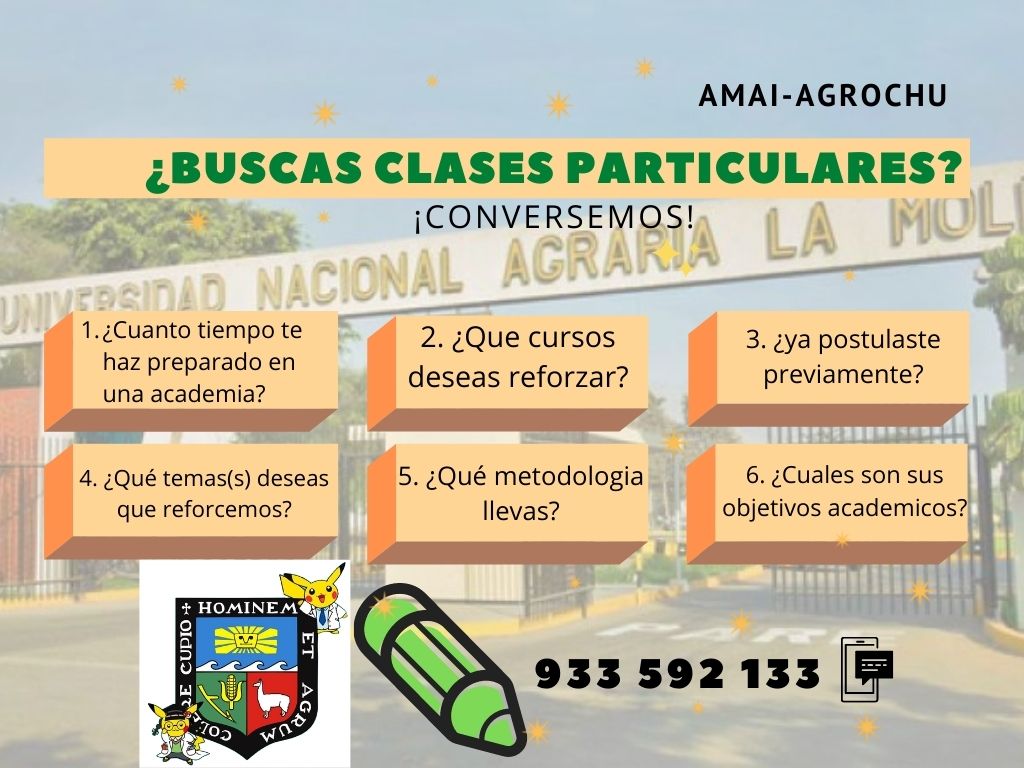 AMAI-AGROCHU
¿BUSCAS CLASES PARTICULARES?
¡CONVERSEMOS!
UNIVERSIDAD NACIONAL AGRARIA LA MOLI
1. ¿Cuanto tiempo te
haz preparado en
una academia?
2. ¿Que cursos
deseas reforzar?
3. ¿ya postulaste
previamente?
4. ¿Qué temas(s) deseas
que reforcemos?
5. ¿Qué metodologia
llevas?
6. ¿Cuales son sus
objetivos academicos?
HOMINEM
ET AGRUM
CUPIO
PARE
933 592 133